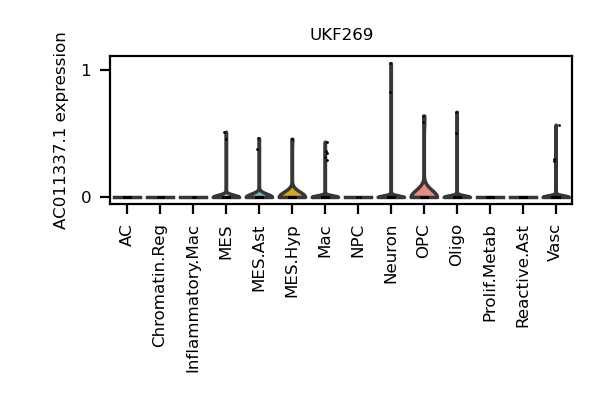 UKF269
AC011337.1 expression
1
0
AC
Chromatin.Reg
Inflammatory.Mac
MES
MES.Ast
MES.Hyp
Mac
NPC
Neuron
OPC
Oligo
Prolif.Metab
Reactive.Ast
Vasc